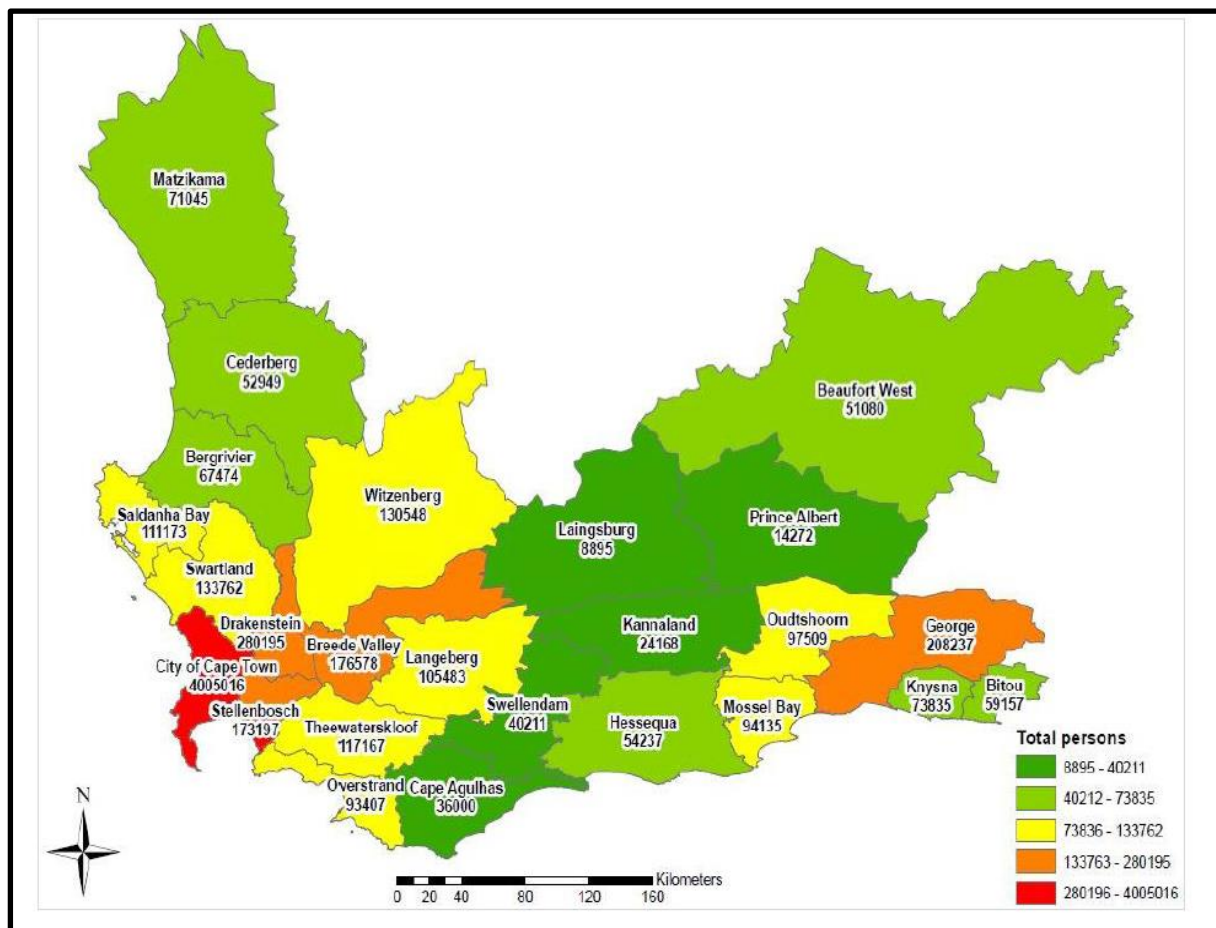 Matzikama
71045
Cederberg
52949
Beaufort West
51080
Bergrivier
67474
Witzenberg
130548
Saldanha Bay
111173
Laingsburg
8895
Prince Albert
14272
Swartland
133762
Drakenstein
280195
Breede Valley
176578
Langeberg
105483
Kannaland
24168
Oudtshoorn
97509
George
208237
City of Cape Town
4005016
Stellenbosch
173197
Theewaterskloof
117167
Swellendam
40211
Hessequa
54237
Mossel Bay
94135
Knysna
73835
Bitou
59157
Overstrand
93407
Cape Agulhas
36000
Total persons
8895 - 40211
40212 - 73835
73836 - 133762
133763 - 280195
280196 - 4005016
N
Kilometers
0 20 40 80 120 160